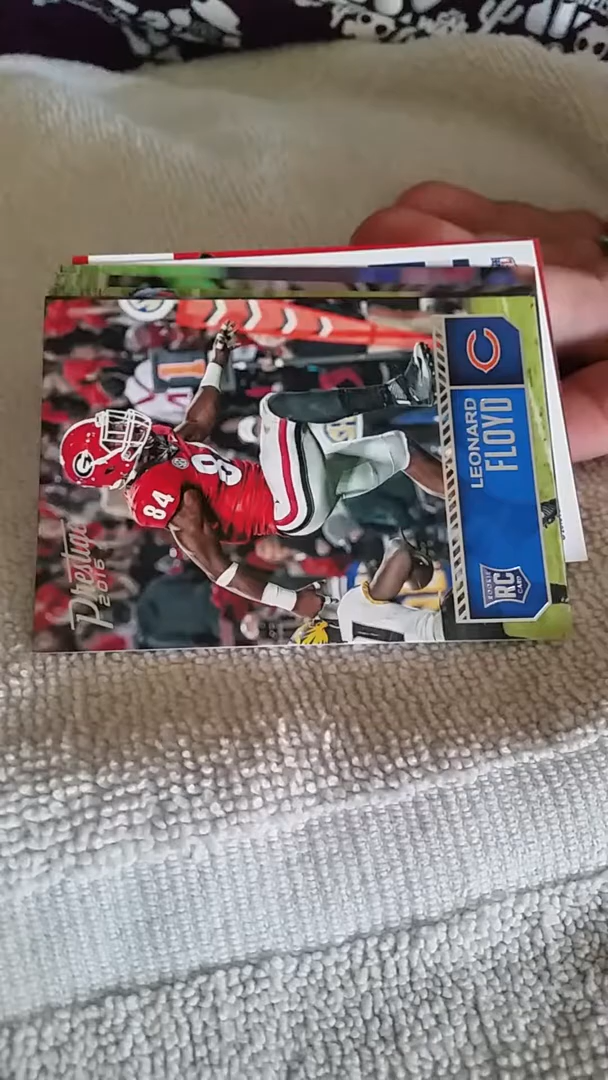 Prestige
2016
84
84
G
C
LEONARD
FLOYD
ROOKIE
RC
CARD